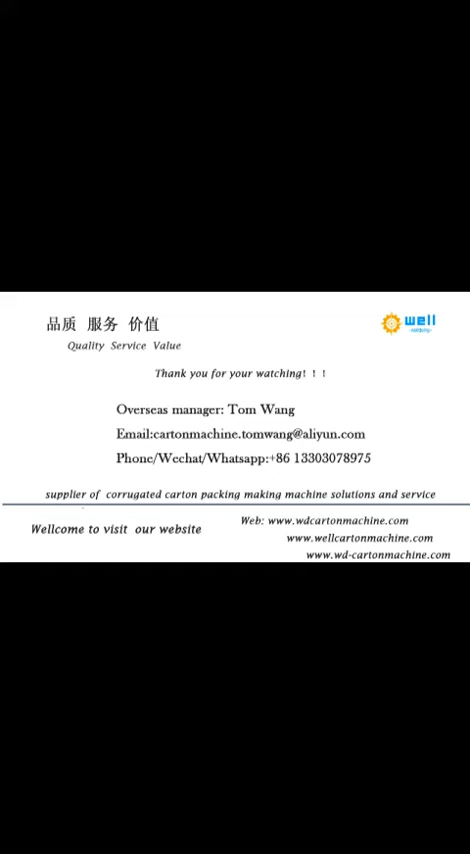 品质 服务 价值
well
Quality Service Value
Thank you for your watching!!!
Overseas manager: Tom Wang
Email:cartonmachine.tomwang@aliyun.com
Phone/Wechat/Whatsapp:+86 13303078975
supplier of corrugated carton packing making machine solutions and service
Wellcome to visit our website
Web: www.wdcartonmachine.com
www.wellcartonmachine.com
www.wd-cartonmachine.com